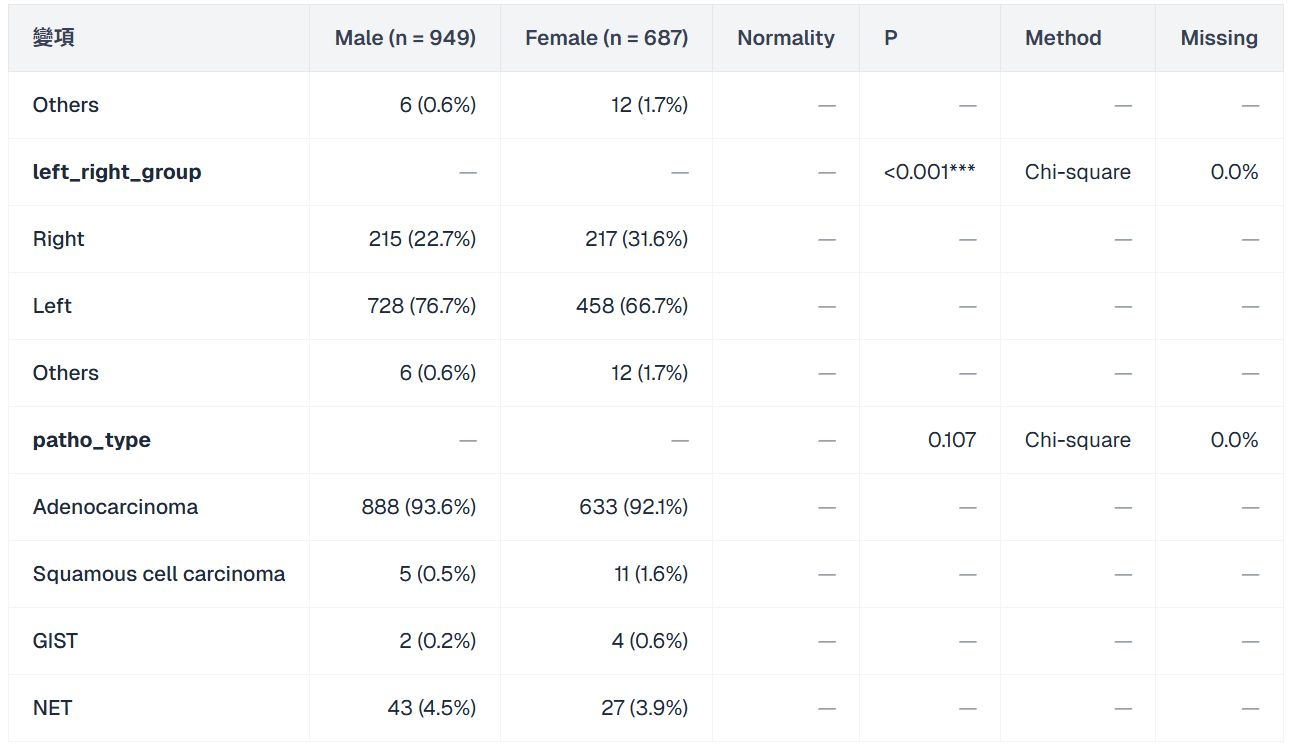 變項 Male (n = 949) Female (n = 687) Normality P Method Missing
Others 6 (0.6%) 12 (1.7%) — — — —
left_right_group — — — <0.001*** Chi-square 0.0%
Right 215 (22.7%) 217 (31.6%) — — — —
Left 728 (76.7%) 458 (66.7%) — — — —
Others 6 (0.6%) 12 (1.7%) — — — —
patho_type — — — 0.107 Chi-square 0.0%
Adenocarcinoma 888 (93.6%) 633 (92.1%) — — — —
Squamous cell carcinoma 5 (0.5%) 11 (1.6%) — — — —
GIST 2 (0.2%) 4 (0.6%) — — — —
NET 43 (4.5%) 27 (3.9%) — — — —